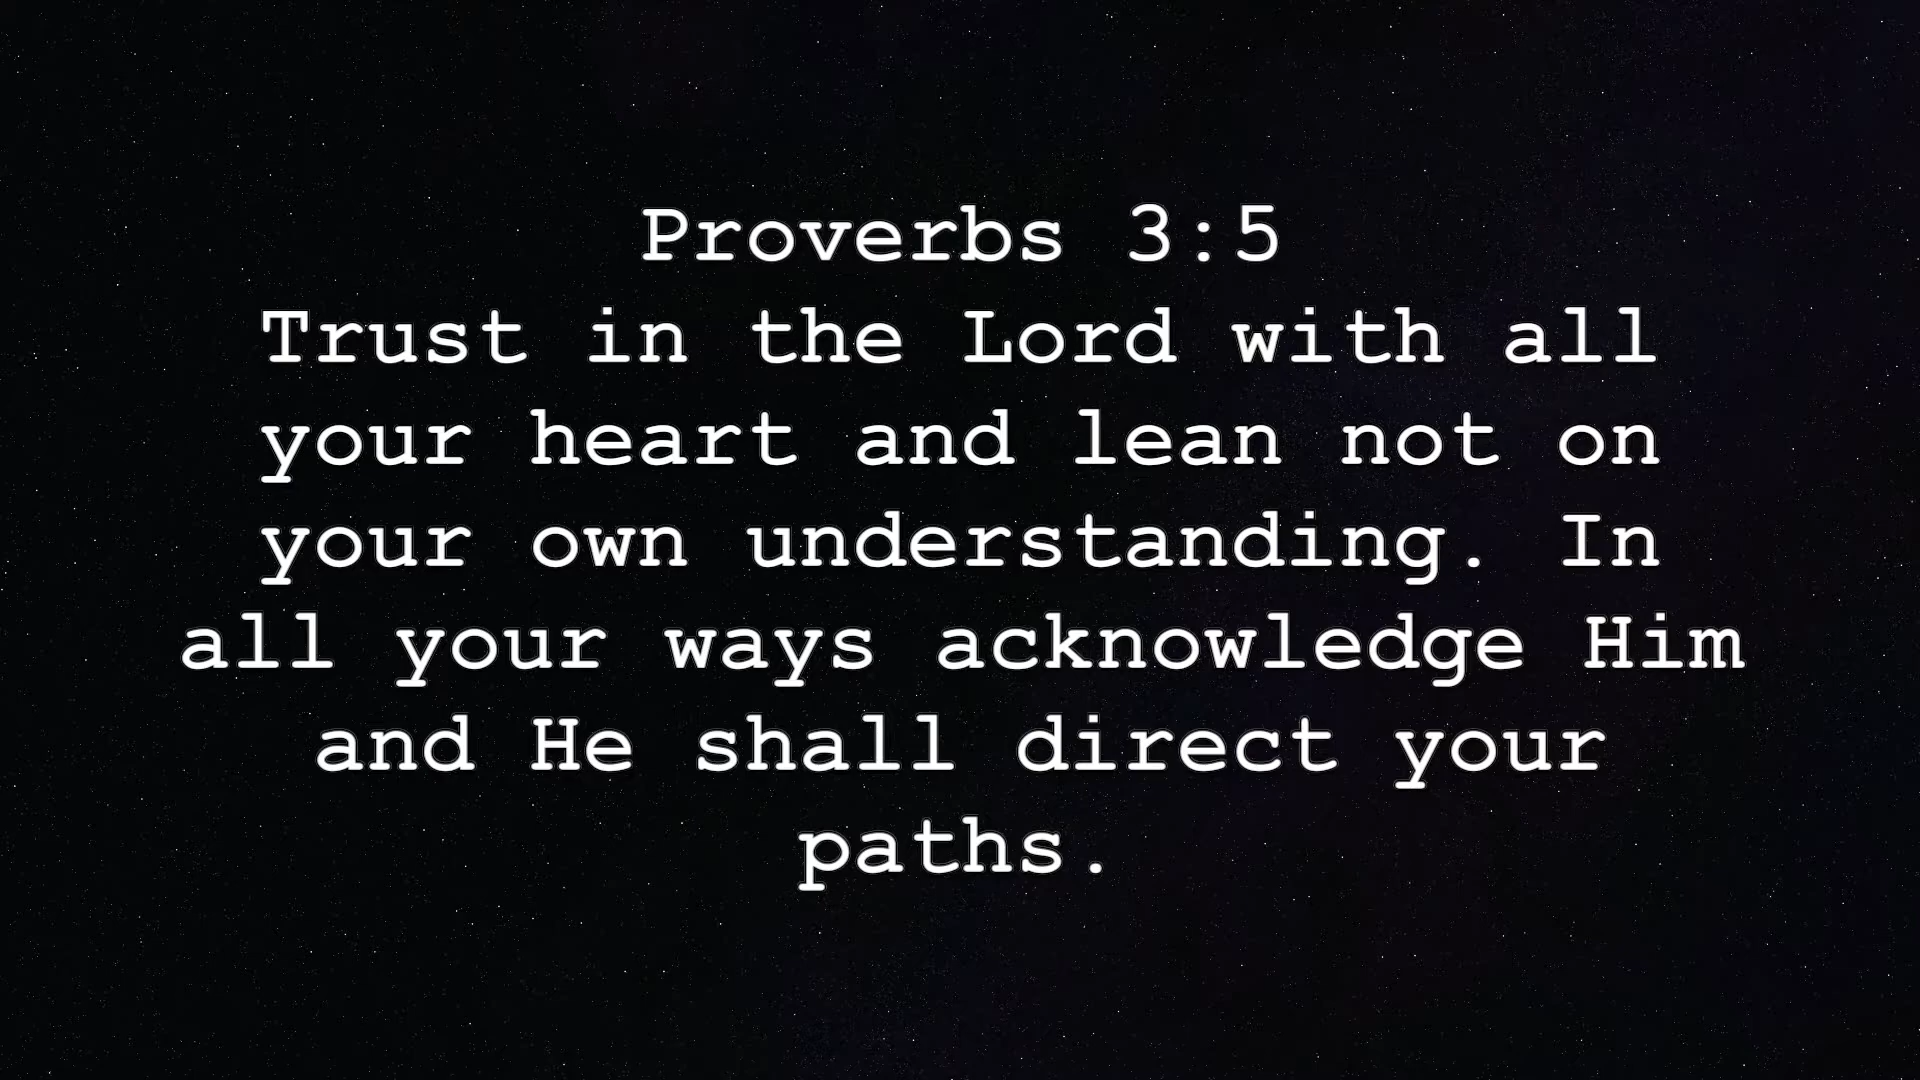 Proverbs 3:5
Trust in the Lord with all
your heart and lean not on
your own understanding. In
all your ways acknowledge Him
and He shall direct your
paths.